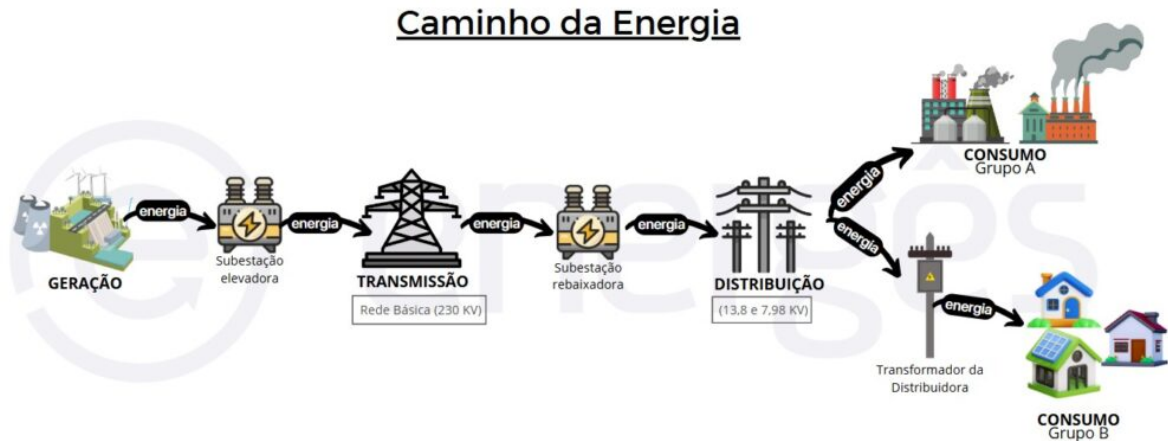 Caminho da Energia
energia
energia
energia
energia
energia
energia
energia
GERAÇÃO
Subestação
elevadora
TRANSMISSÃO
Rede Básica (230 KV)
Subestação
rebaixadora
DISTRIBUIÇÃO
(13,8 e 7,98 KV)
CONSUMO
Grupo A
Transformador da
Distribuidora
CONSUMO
Grupo B
energês